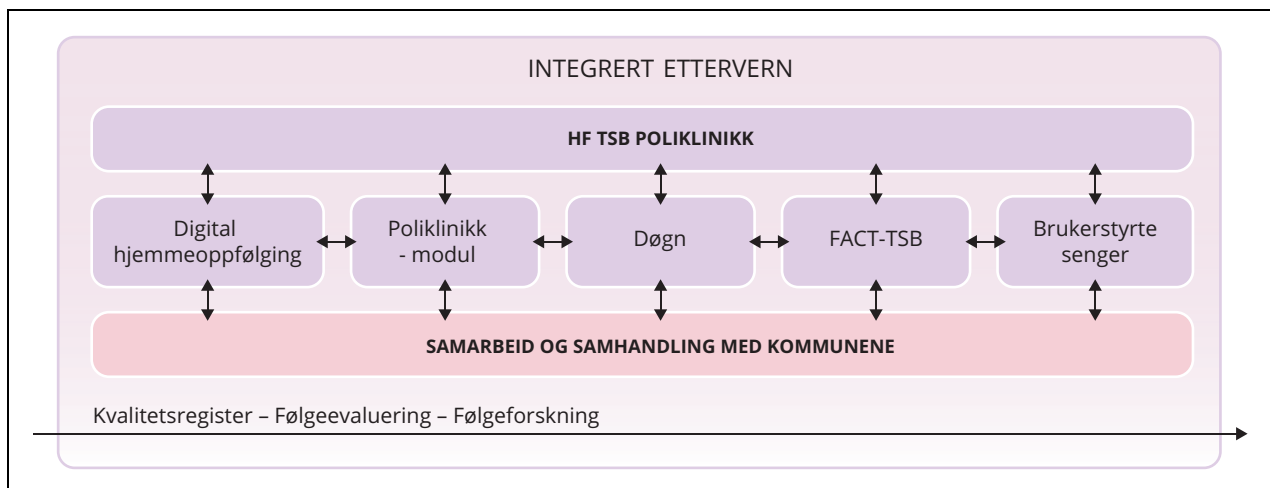 INTEGRERT ETTERVERN
HF TSB POLIKLINIKK
Digital
hjemmeoppfølging
Poliklinikk
- modul
Døgn
FACT-TSB
Brukerstyrte
senger
SAMARBEID OG SAMHANDLING MED KOMMUNENE
Kvalitetsregister – Følgeevaluering – Følgeforskning